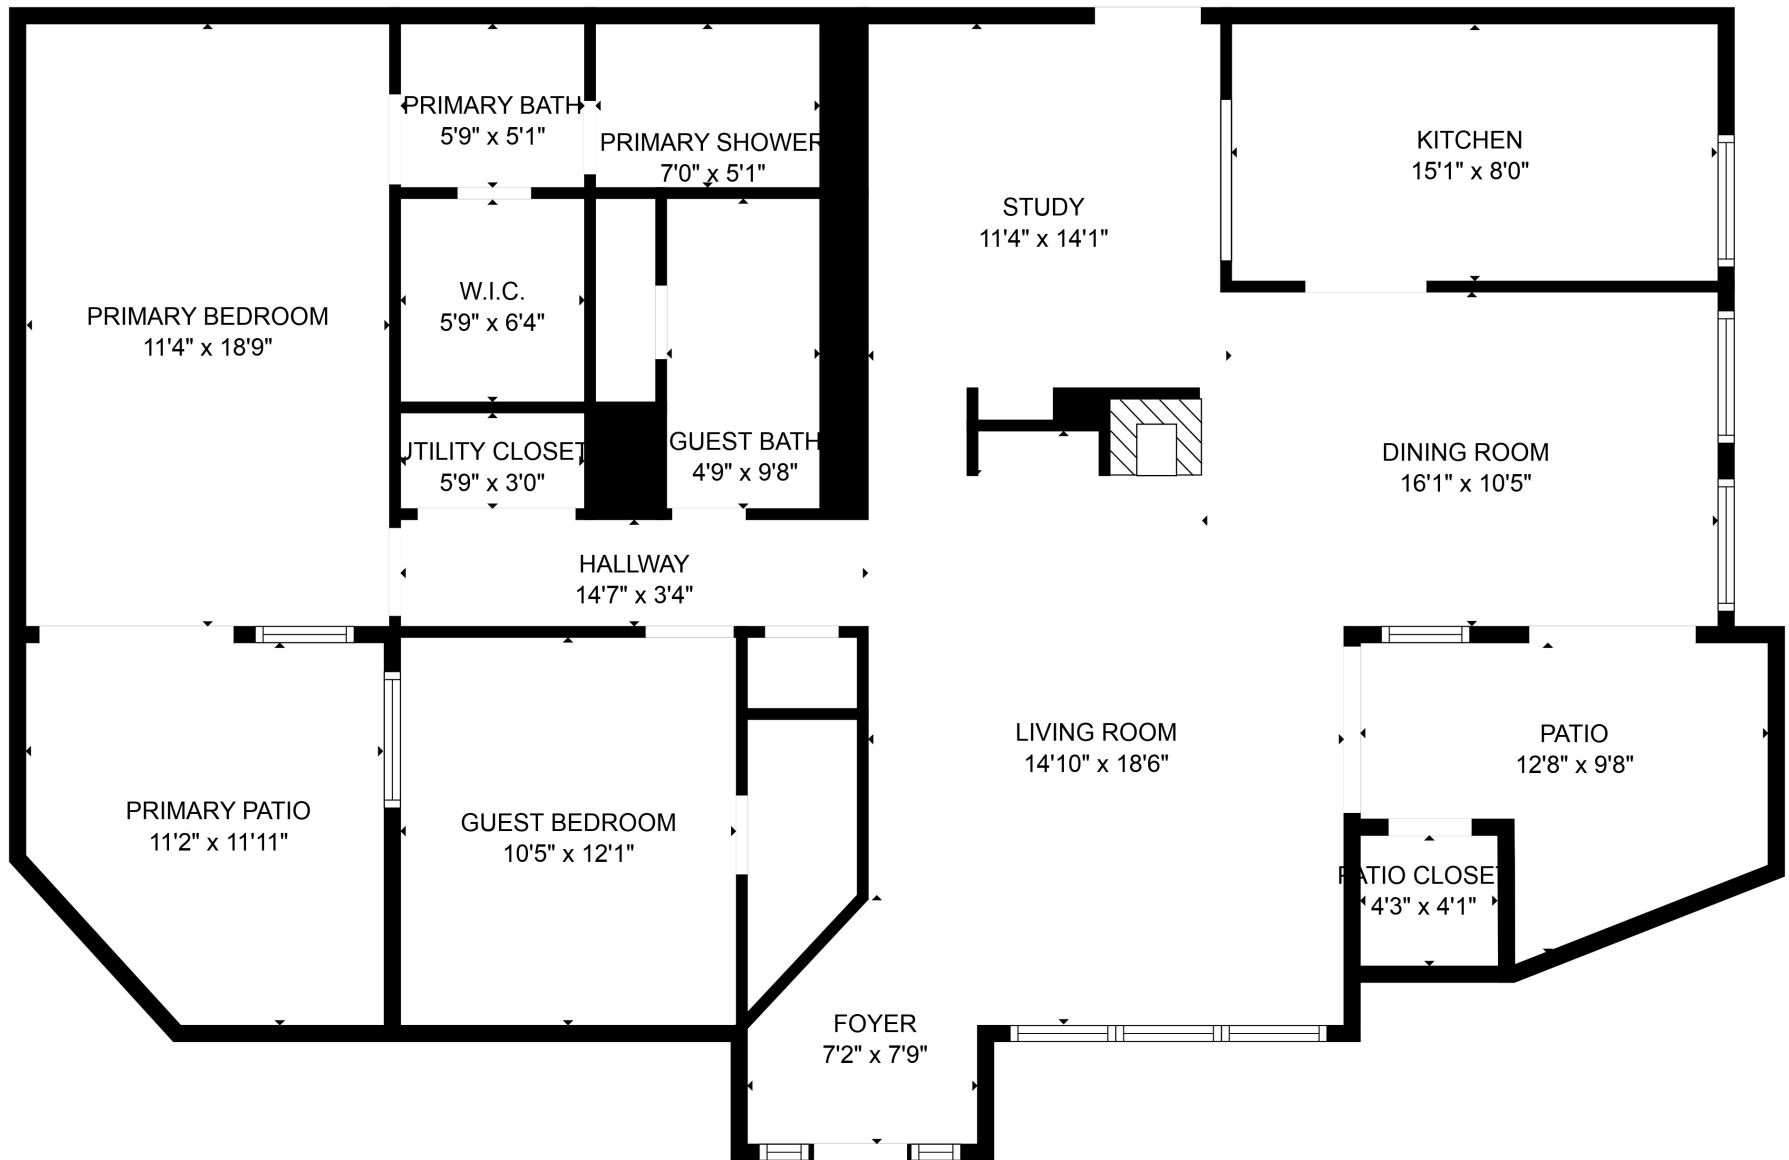 PRIMARY BATH
5'9" x 5'1"
PRIMARY SHOWER
7'0" x 5'1"
KITCHEN
15'1" x 8'0"
STUDY
11'4" x 14'1"
PRIMARY BEDROOM
11'4" x 18'9"
W.I.C.
5'9" x 6'4"
UTILITY CLOSET
5'9" x 3'0"
GUEST BATH
4'9" x 9'8"
DINING ROOM
16'1" x 10'5"
HALLWAY
14'7" x 3'4"
LIVING ROOM
14'10" x 18'6"
PATIO
12'8" x 9'8"
PRIMARY PATIO
11'2" x 11'11"
GUEST BEDROOM
10'5" x 12'1"
PATIO CLOSET
4'3" x 4'1"
FOYER
7'2" x 7'9"